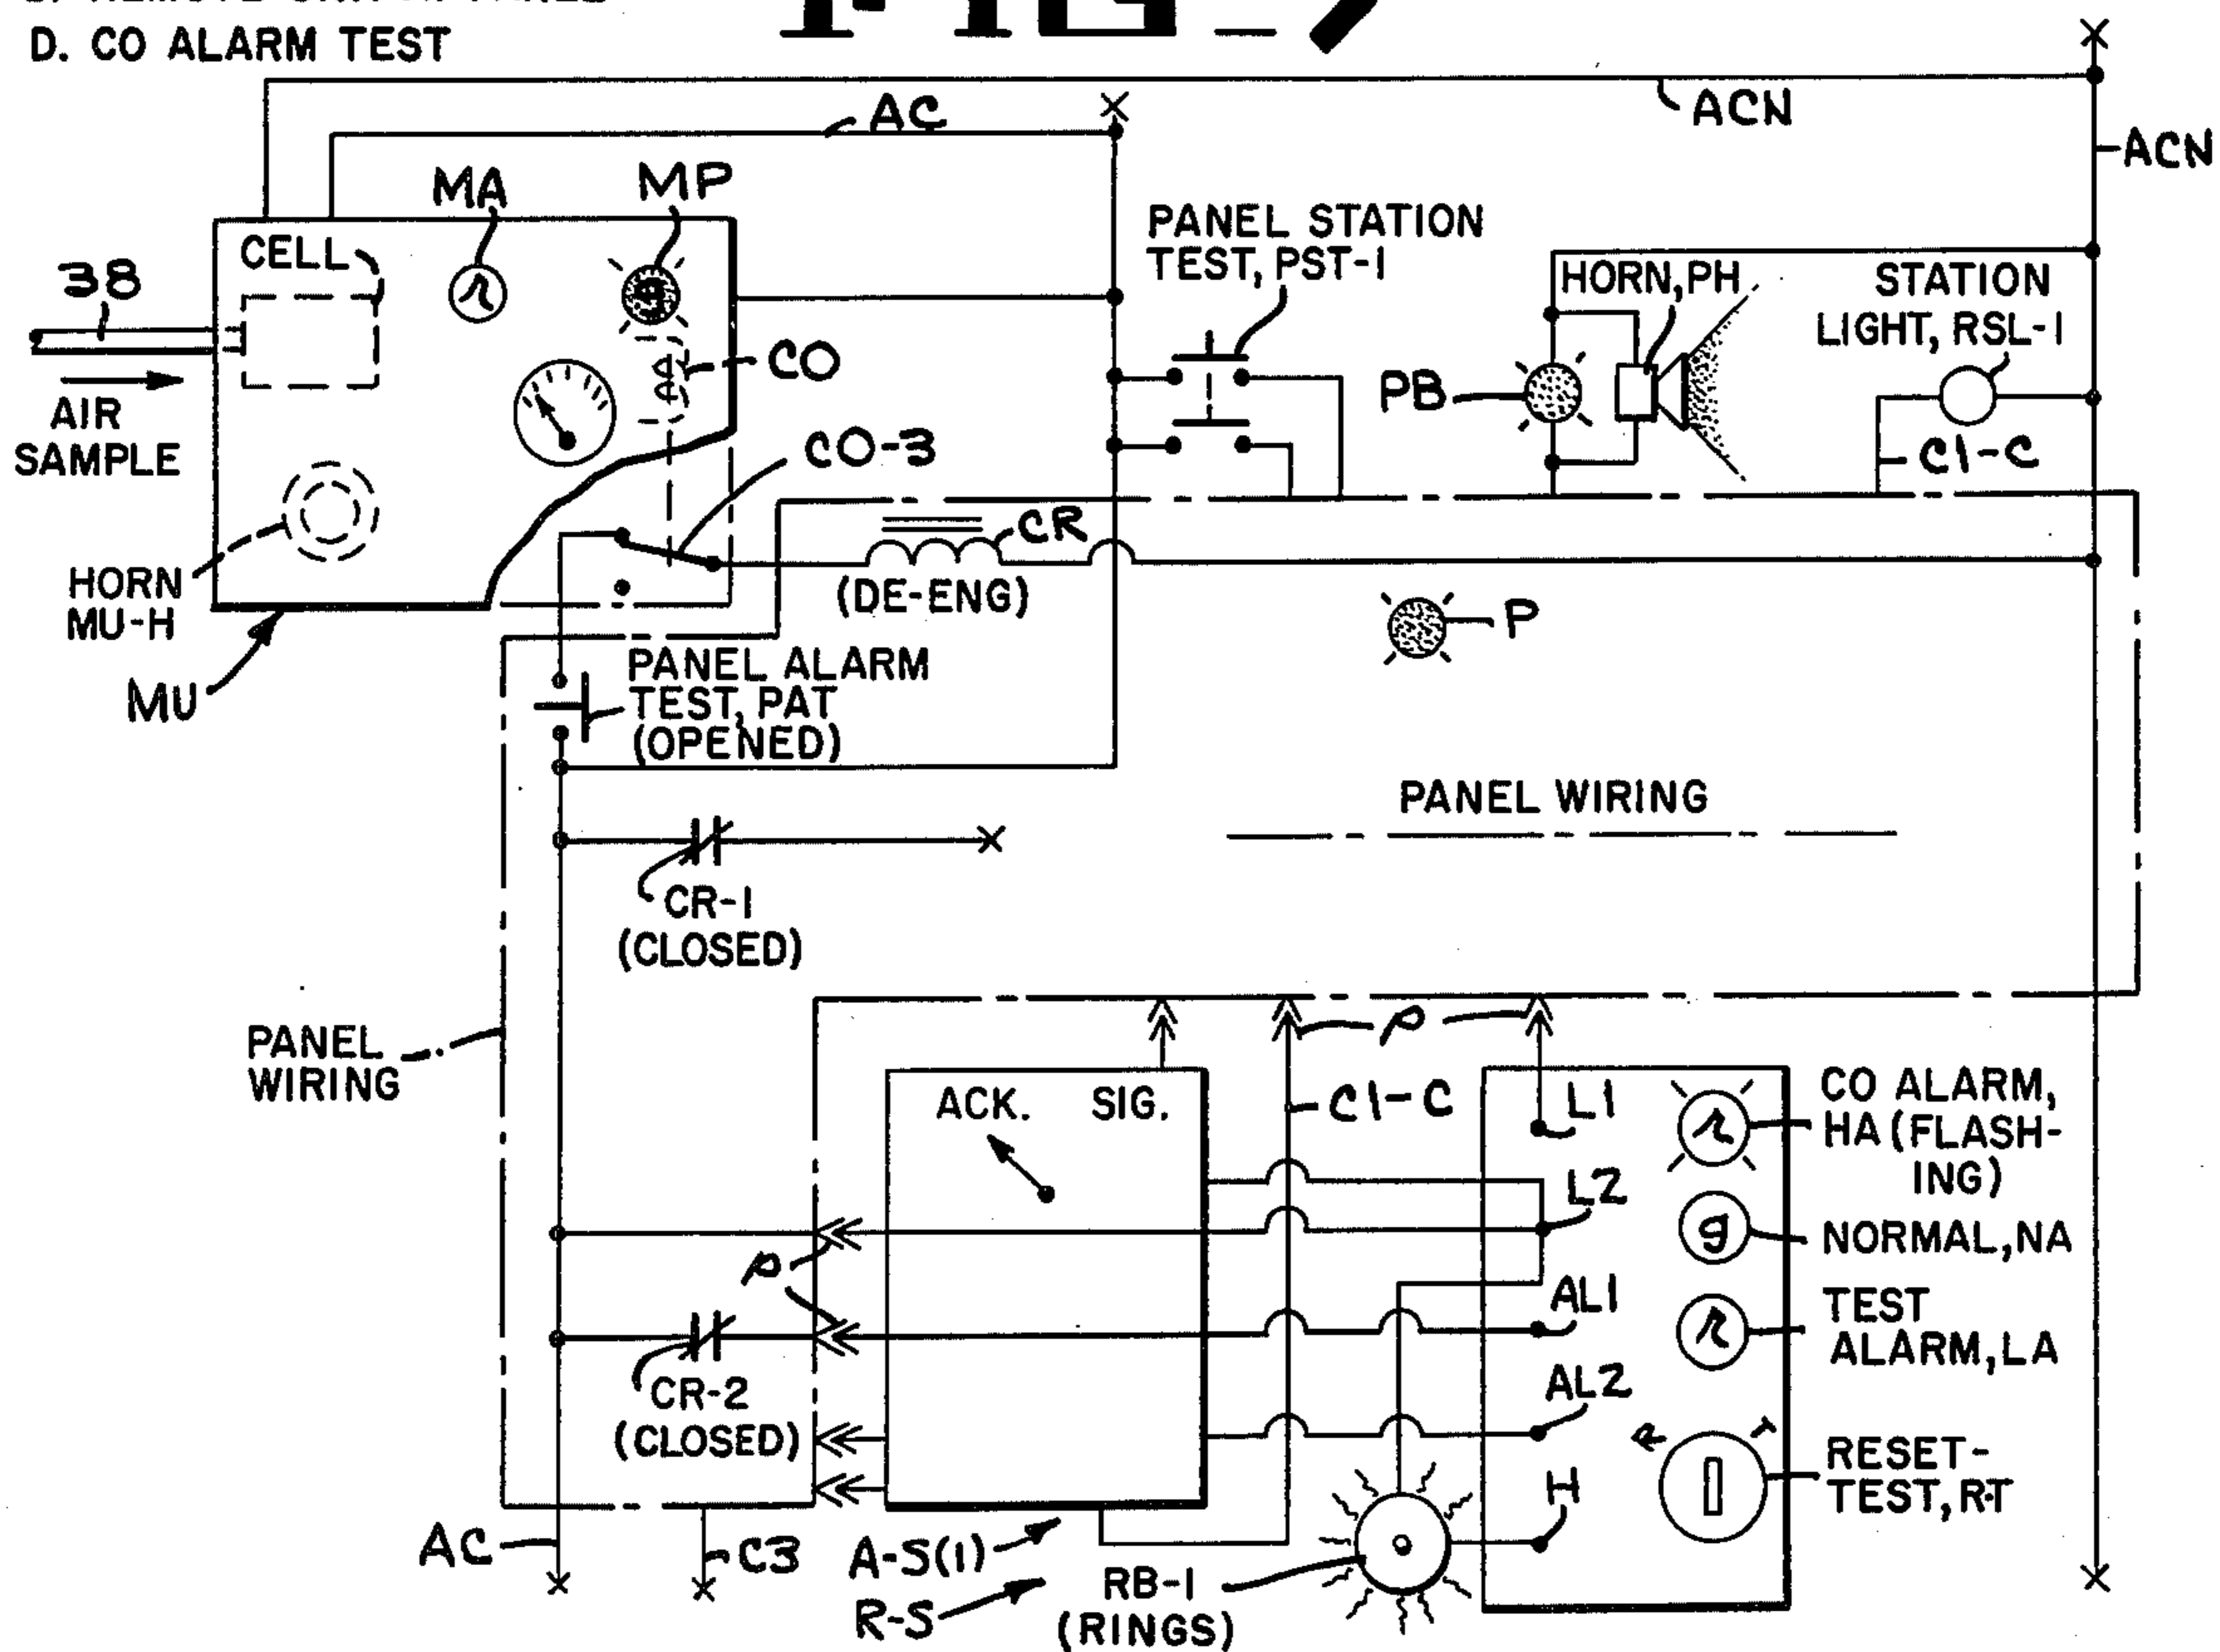 D. CO ALARM TEST
ACN
AC
ACN
MA
MP
PANEL STATION
TEST, PST-1
CELL
38
HORN, PH
STATION
LIGHT, RSL-1
CO
PB
AIR
SAMPLE
CO-3
C1-C
CR
(DE-ENG)
HORN
MU-H
P
MU
PANEL ALARM
TEST, PAT
(OPENED)
PANEL WIRING
CR-1
(CLOSED)
PANEL
WIRING
p
ACK.
SIG.
C1-C
L1
r
CO ALARM,
HA (FLASH-
ING)
L2
g
NORMAL, NA
p
AL1
r
TEST
ALARM, LA
CR-2
(CLOSED)
AL2
R
T
RESET-
TEST, RT
H
AC
C3
A-S(1)
R-S
RB-1
(RINGS)
r